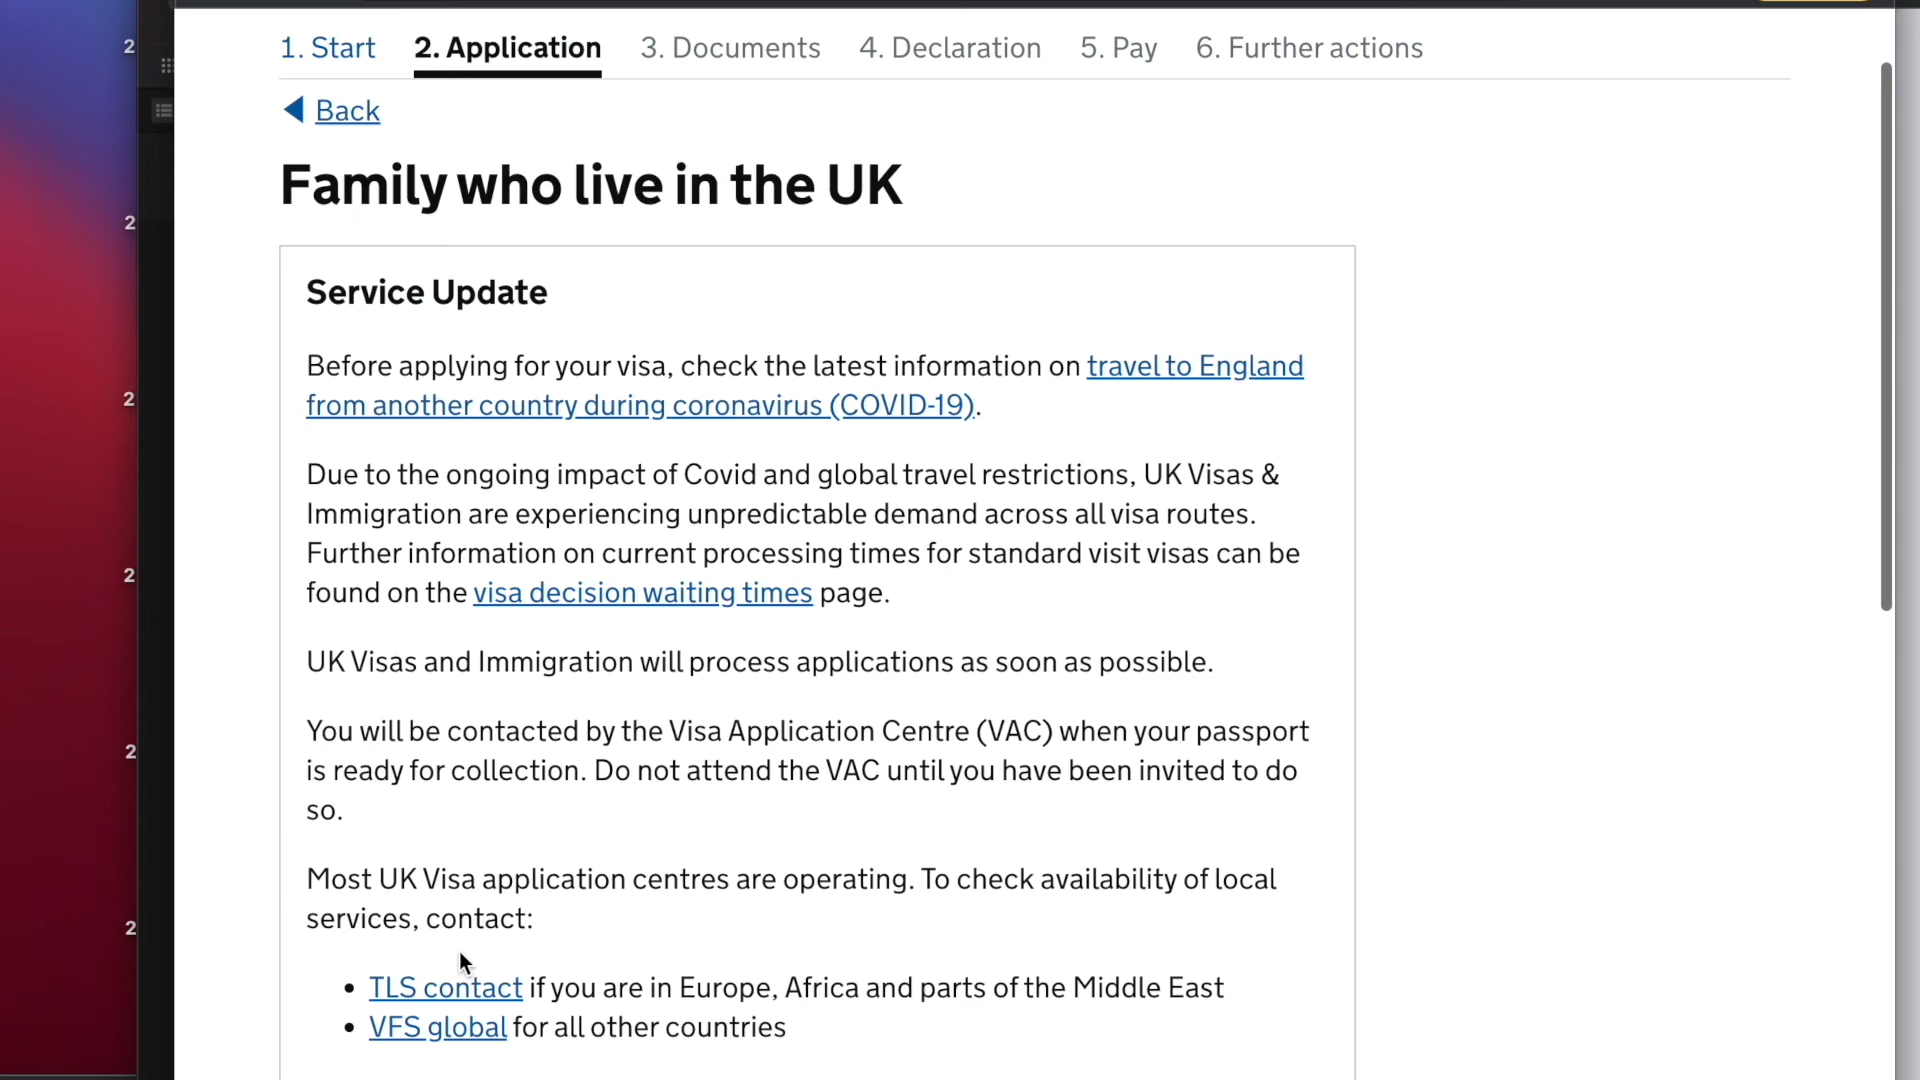 1. Start 2. Application 3. Documents 4. Declaration 5. Pay 6. Further actions
Back
Family who live in the UK
Service Update
Before applying for your visa, check the latest information on travel to England
from another country during coronavirus (COVID-19).
Due to the ongoing impact of Covid and global travel restrictions, UK Visas &
Immigration are experiencing unpredictable demand across all visa routes.
Further information on current processing times for standard visit visas can be
found on the visa decision waiting times page.
UK Visas and Immigration will process applications as soon as possible.
You will be contacted by the Visa Application Centre (VAC) when your passport
is ready for collection. Do not attend the VAC until you have been invited to do
so.
Most UK Visa application centres are operating. To check availability of local
services, contact:
• TLS contact if you are in Europe, Africa and parts of the Middle East
• VFS global for all other countries
2
2
2
2
2
2